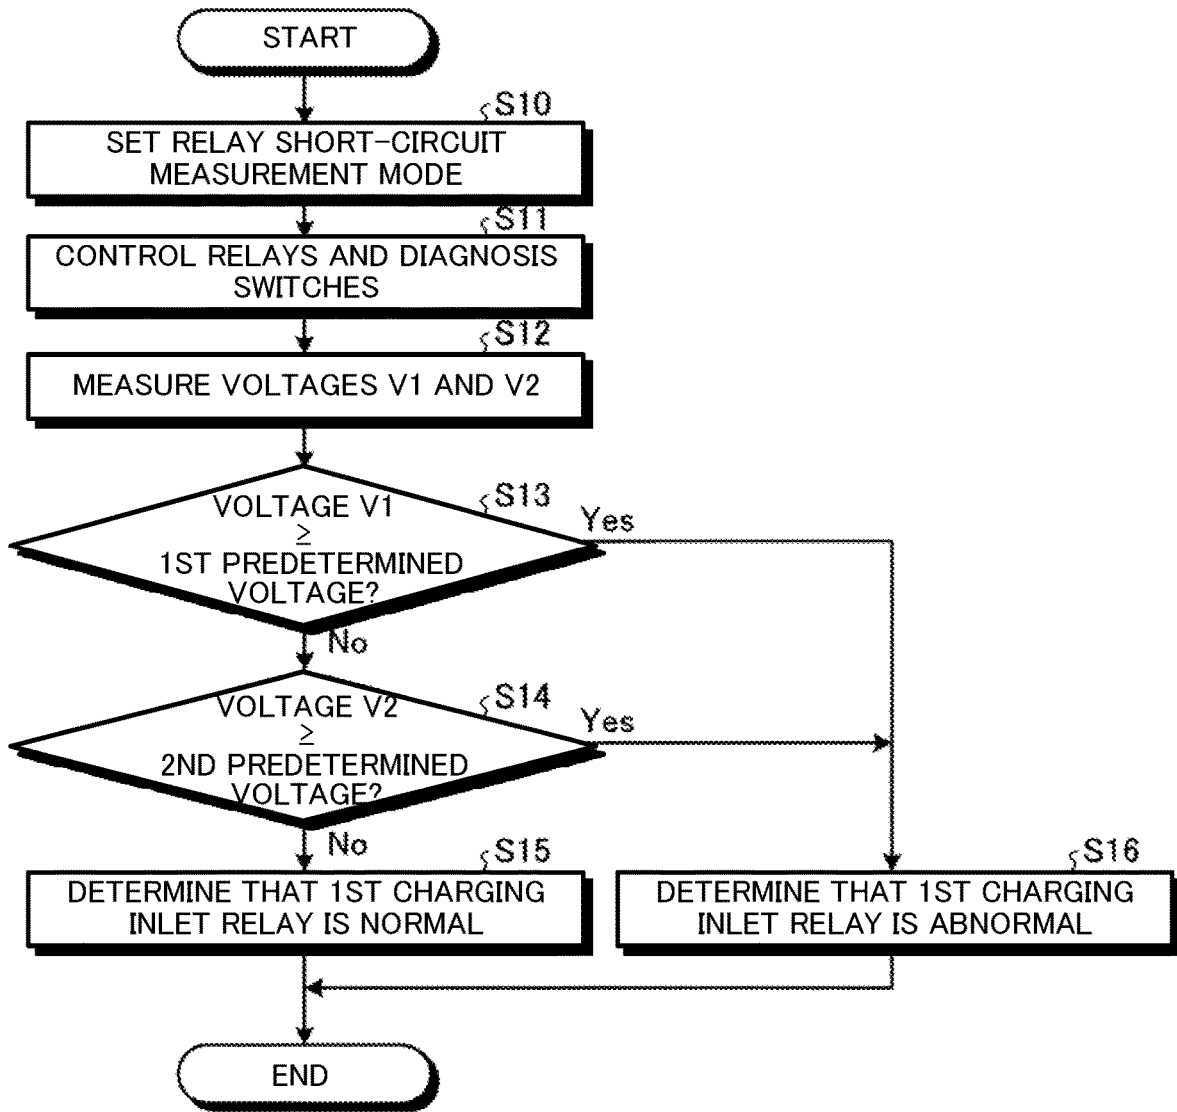 START
S10
SET RELAY SHORT-CIRCUIT
MEASUREMENT MODE
S11
CONTROL RELAYS AND DIAGNOSIS
SWITCHES
S12
MEASURE VOLTAGES V1 AND V2
S13
VOLTAGE V1
≥
1ST PREDETERMINED
VOLTAGE?
Yes
No
S14
VOLTAGE V2
≥
2ND PREDETERMINED
VOLTAGE?
Yes
No
S15
DETERMINE THAT 1ST CHARGING
INLET RELAY IS NORMAL
S16
DETERMINE THAT 1ST CHARGING
INLET RELAY IS ABNORMAL
END